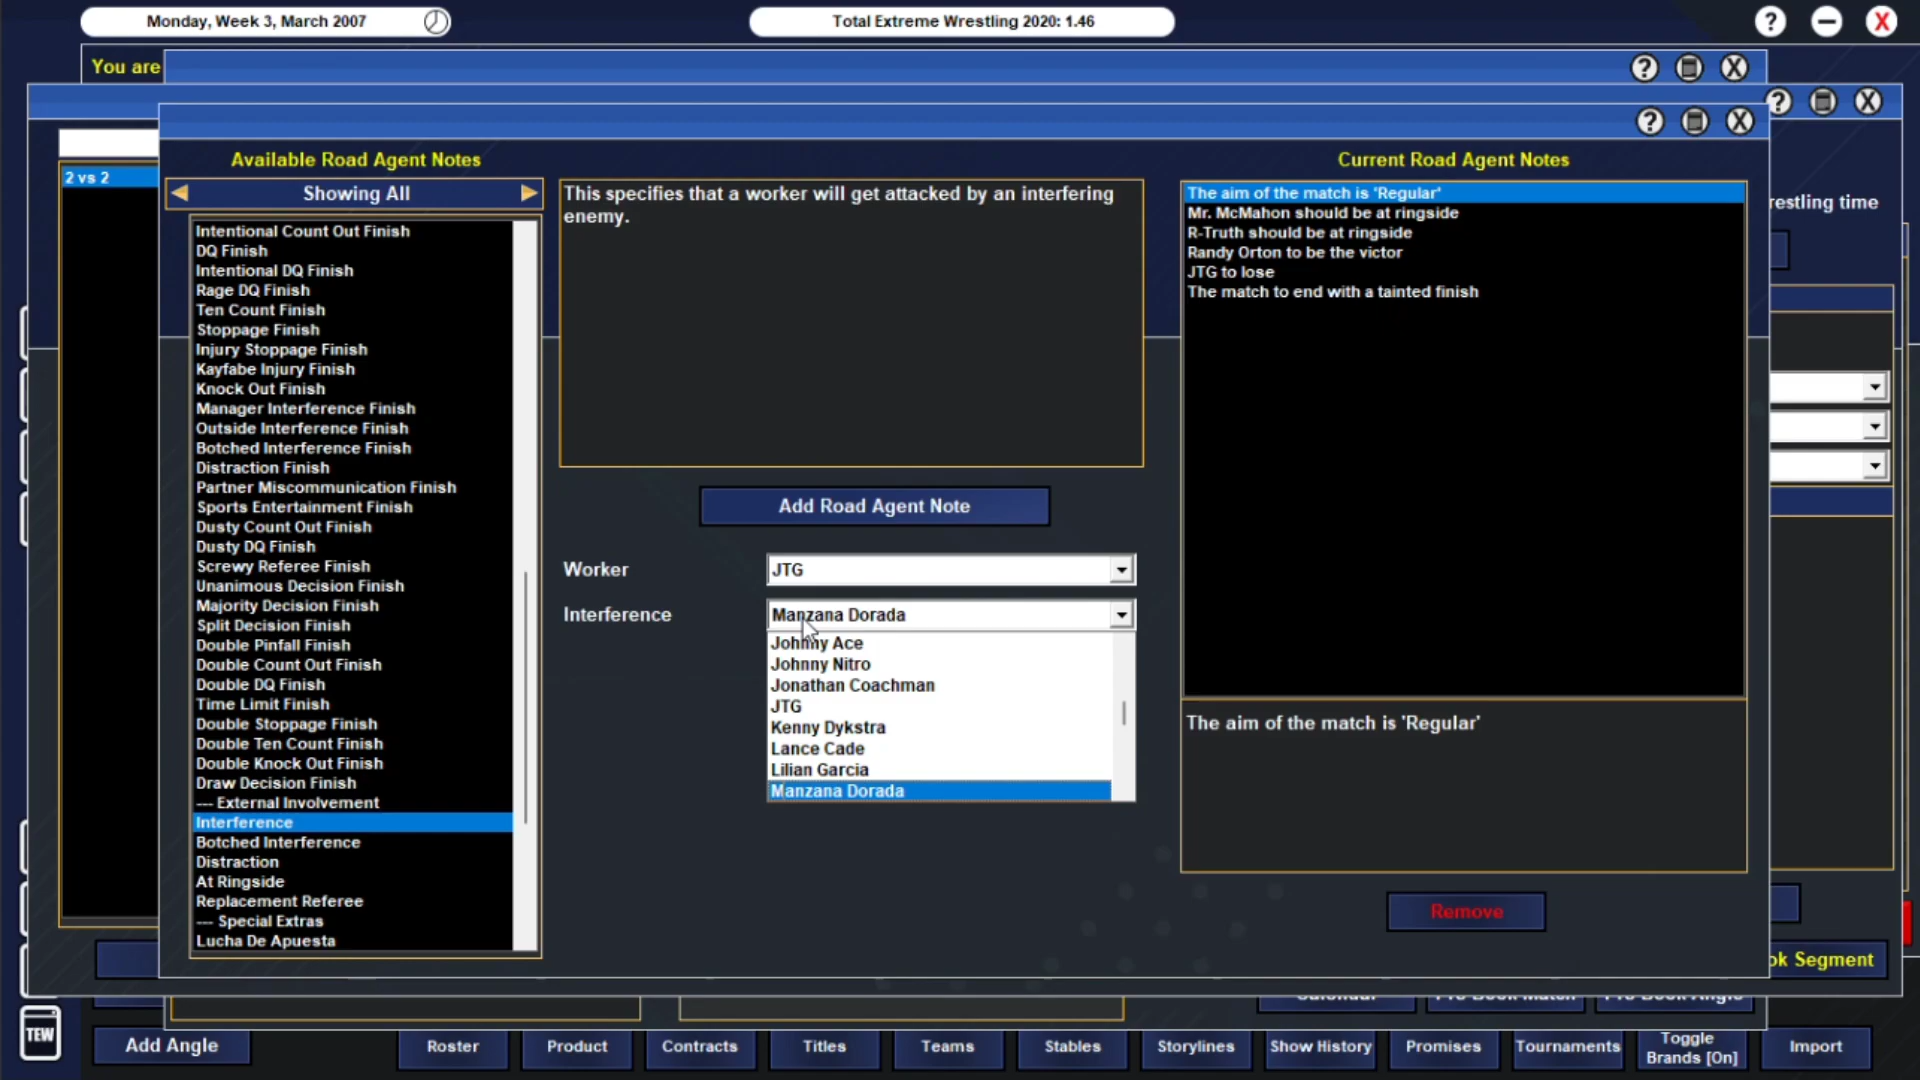 Monday, Week 3, March 2007
Total Extreme Wrestling 2020: 1.46
?
X
You are
? X
? X
? X
Available Road Agent Notes
Current Road Agent Notes
2 vs 2
Showing All
This specifies that a worker will get attacked by an interfering
enemy.
The aim of the match is 'Regular'
Mr. McMahon should be at ringside
R-Truth should be at ringside
Randy Orton to be the victor
JTG to lose
The match to end with a tainted finish
restling time
Intentional Count Out Finish
DQ Finish
Intentional DQ Finish
Rage DQ Finish
Ten Count Finish
Stoppage Finish
Injury Stoppage Finish
Kayfabe Injury Finish
Knock Out Finish
Manager Interference Finish
Outside Interference Finish
Botched Interference Finish
Distraction Finish
Partner Miscommunication Finish
Sports Entertainment Finish
Dusty Count Out Finish
Dusty DQ Finish
Screwy Referee Finish
Unanimous Decision Finish
Majority Decision Finish
Split Decision Finish
Double Pinfall Finish
Double Count Out Finish
Double DQ Finish
Time Limit Finish
Double Stoppage Finish
Double Ten Count Finish
Double Knock Out Finish
Draw Decision Finish
--- External Involvement
Interference
Botched Interference
Distraction
At Ringside
Replacement Referee
--- Special Extras
Lucha De Apuesta
Add Road Agent Note
Worker
JTG
Interference
Manzana Dorada
Johnny Ace
Johnny Nitro
Jonathan Coachman
JTG
Kenny Dykstra
Lance Cade
Lilian Garcia
Manzana Dorada
The aim of the match is 'Regular'
Remove
ok Segment
Calendar
Pre Book Match
Pre Book Angle
TEW
Add Angle
Roster
Product
Contracts
Titles
Teams
Stables
Storylines
Show History
Promises
Tournaments
Toggle
Brands [On]
Import